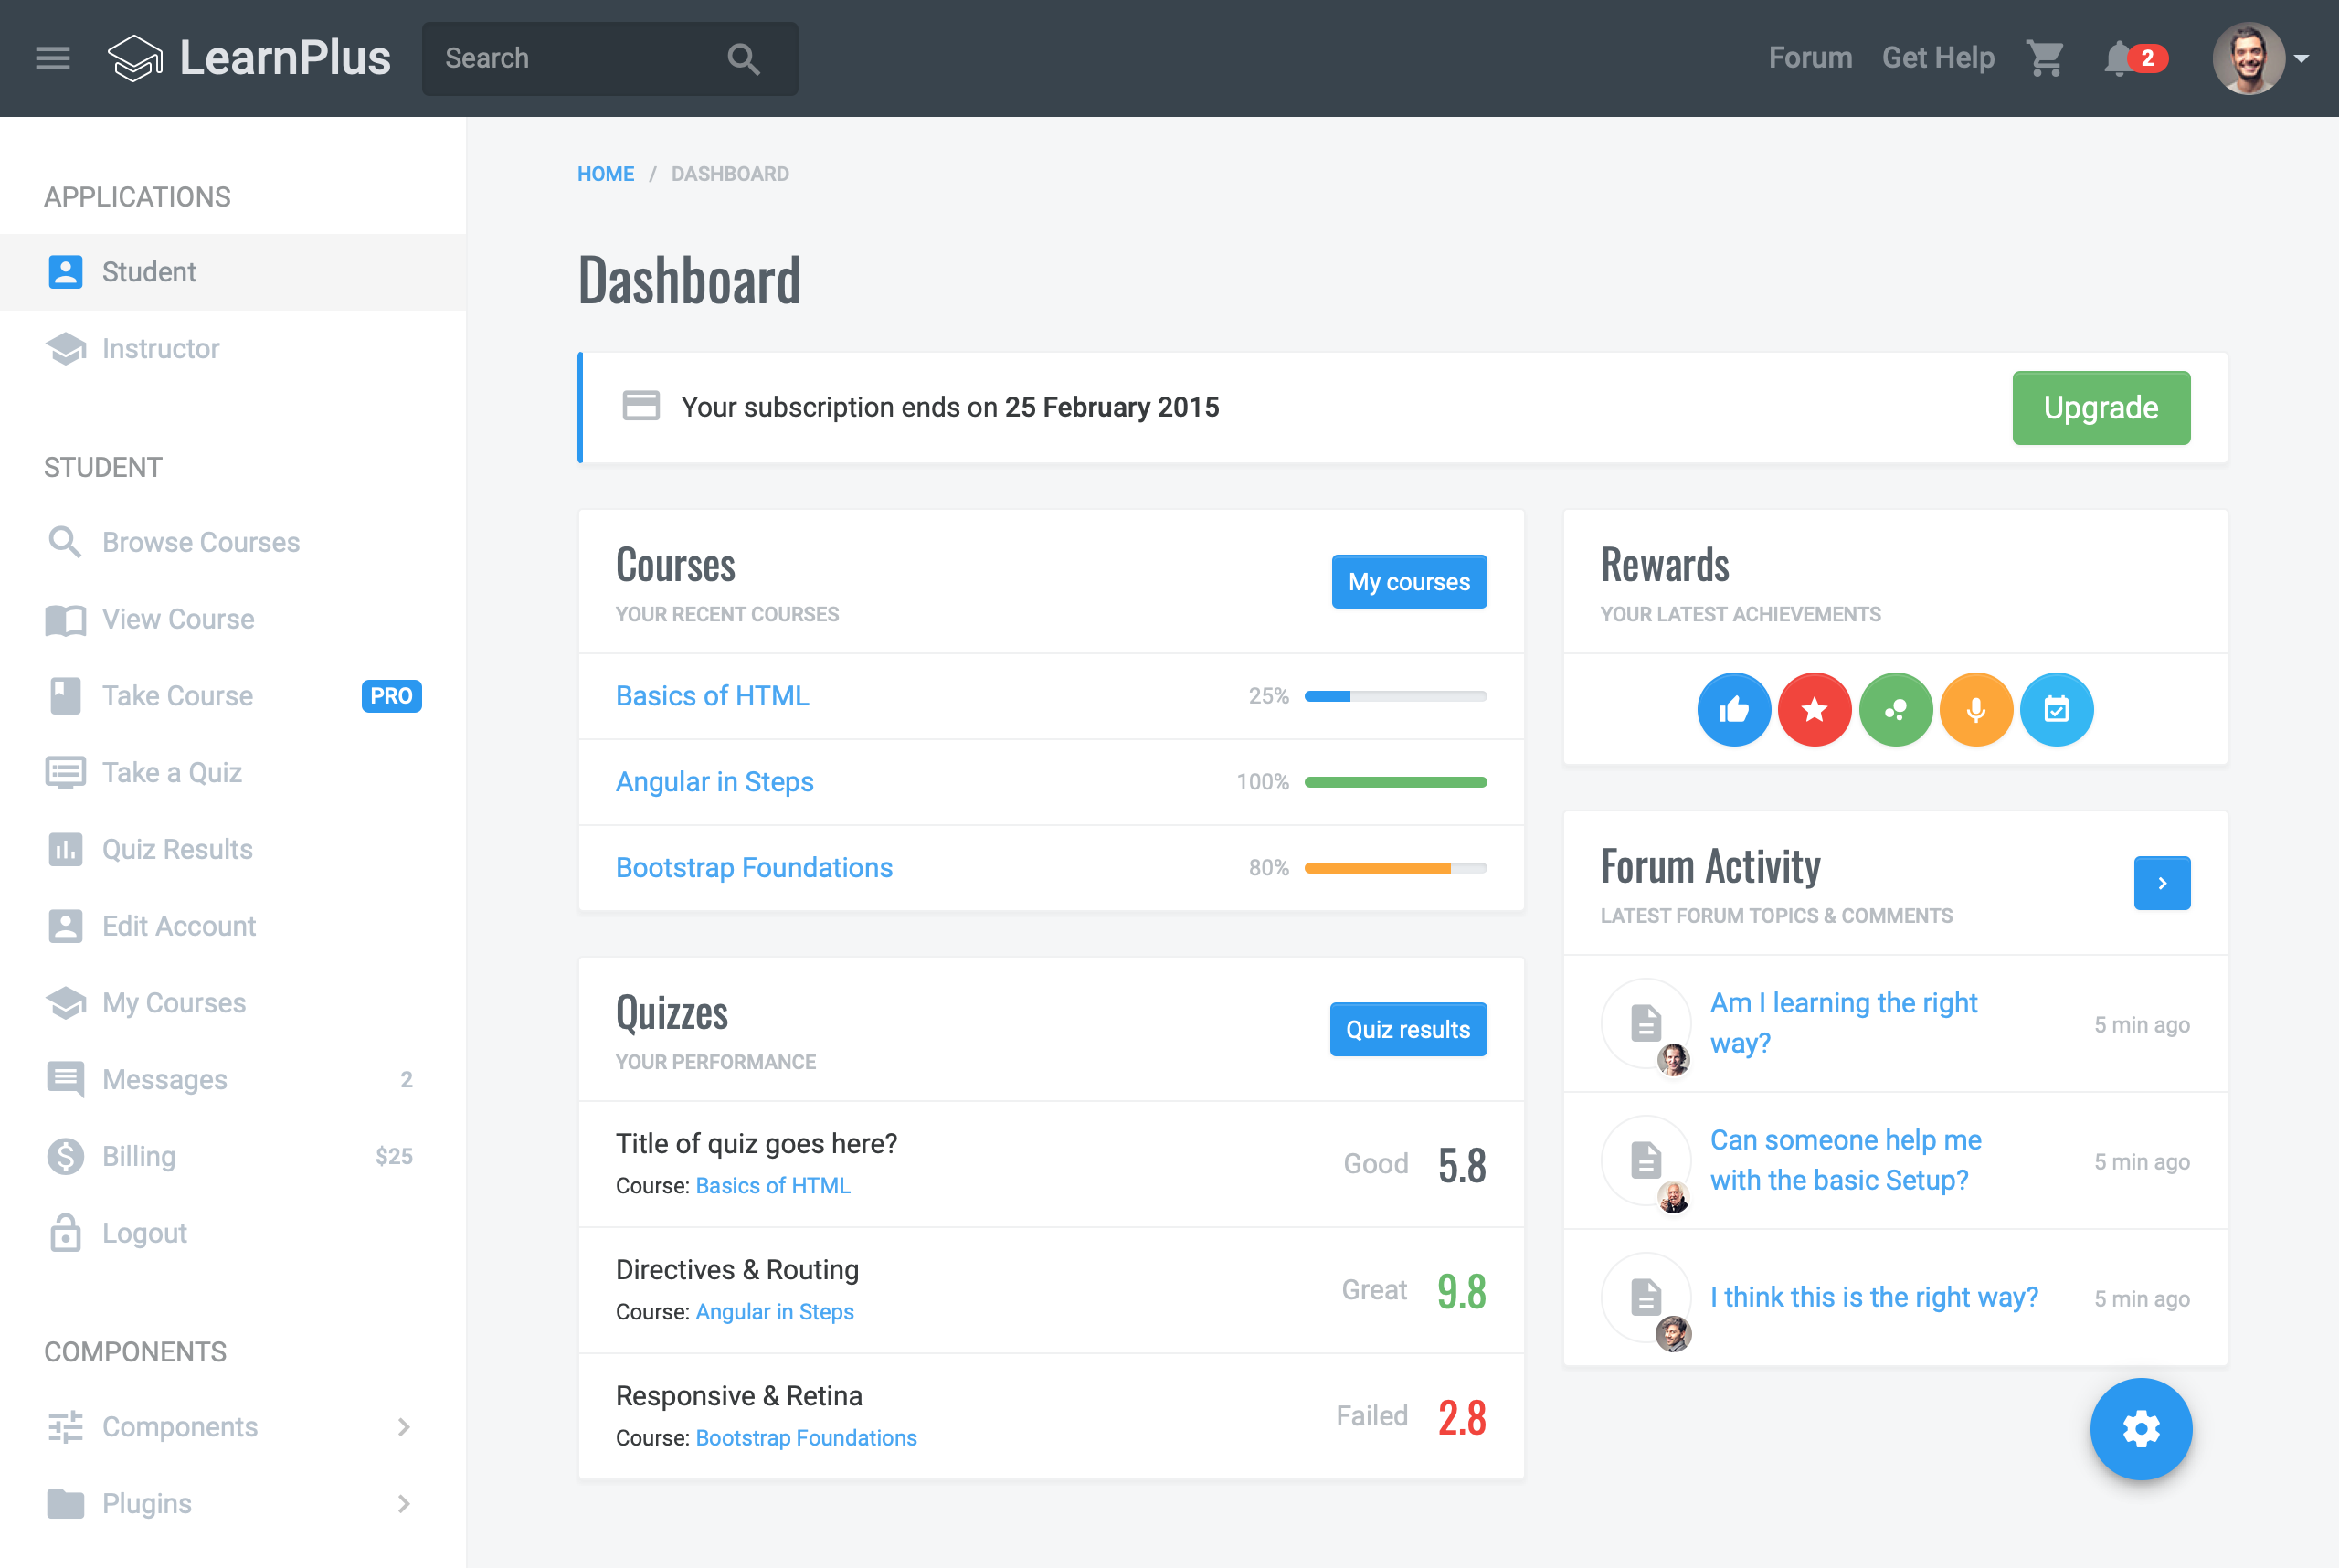 LearnPlus
Search
Forum
Get Help
2
APPLICATIONS
Student
Instructor
STUDENT
Browse Courses
View Course
Take Course
PRO
Take a Quiz
Quiz Results
Edit Account
My Courses
Messages
2
Billing
$25
Logout
COMPONENTS
Components
Plugins
HOME / DASHBOARD
Dashboard
Your subscription ends on 25 February 2015
Upgrade
Courses
YOUR RECENT COURSES
My courses
Basics of HTML
25%
Angular in Steps
100%
Bootstrap Foundations
80%
Quizzes
YOUR PERFORMANCE
Quiz results
Title of quiz goes here?
Course: Basics of HTML
Good
5.8
Directives & Routing
Course: Angular in Steps
Great
9.8
Responsive & Retina
Course: Bootstrap Foundations
Failed
2.8
Rewards
YOUR LATEST ACHIEVEMENTS
Forum Activity
LATEST FORUM TOPICS & COMMENTS
Am I learning the right
way?
5 min ago
Can someone help me
with the basic Setup?
5 min ago
I think this is the right way?
5 min ago